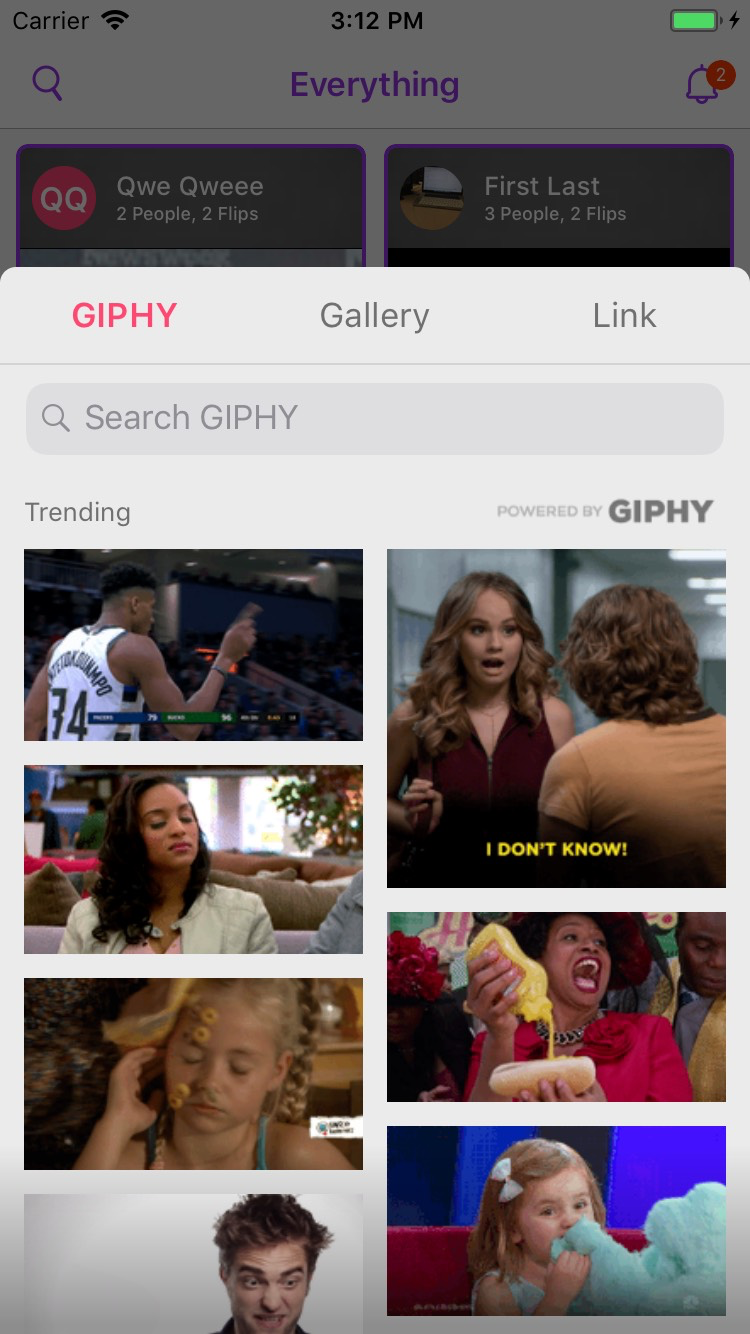 Carrier 3:12 PM
Everything
2
QQ
Qwe Qweee
2 People, 2 Flips
First Last
3 People, 2 Flips
Newsweek
GIPHY Gallery Link
Search GIPHY
Trending
POWERED BY GIPHY
ANTETOKOUNMPO
34
PACERS 79 BUCKS 96
I DON'T KNOW!